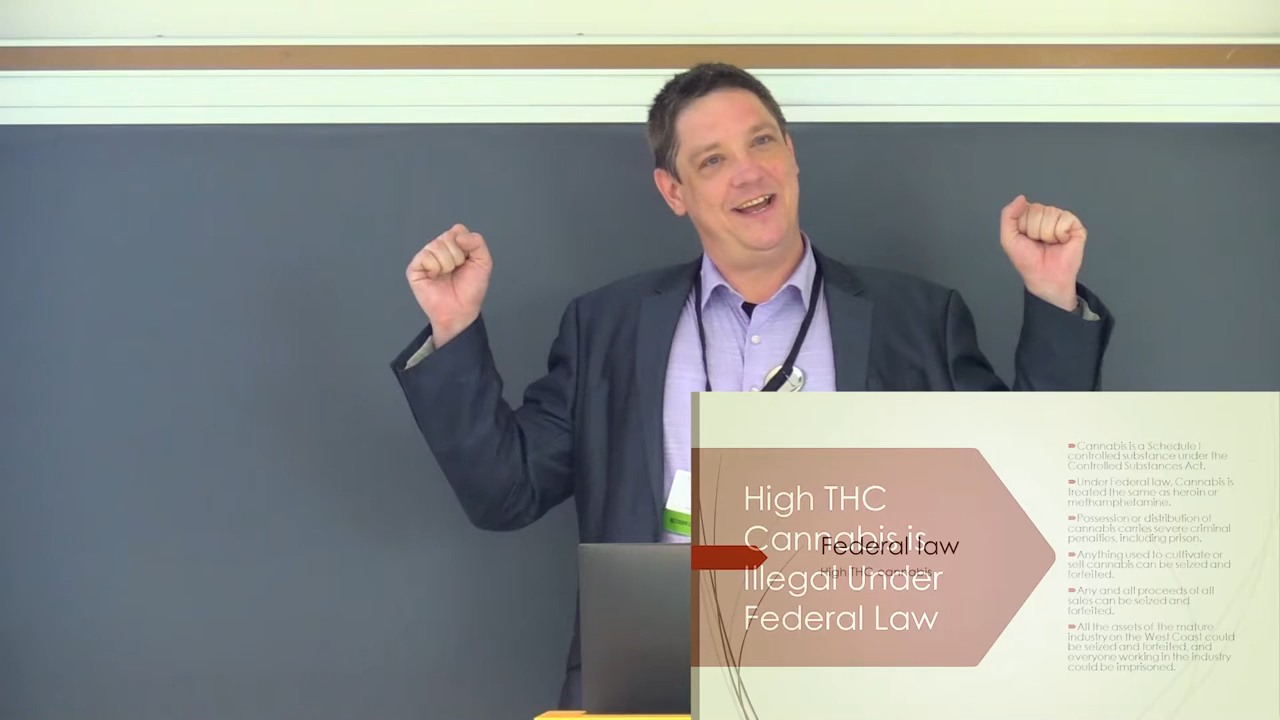 High THC
Cannabis is
Illegal Under
Federal Law
Federal law
High THC cannabis
Cannabis is a Schedule I
controlled substance under the
Controlled Substances Act.
Under Federal law, Cannabis is
treated the same as heroin or
methamphetamine.
Possession or distribution of
cannabis carries severe criminal
penalties, including prison.
Anything used to cultivate or
sell cannabis can be seized and
forfeited.
Any and all proceeds of all
sales can be seized and
forfeited.
All the assets of the mature
industry on the West Coast could
be seized and forfeited, and
everyone working in the industry
could be imprisoned.